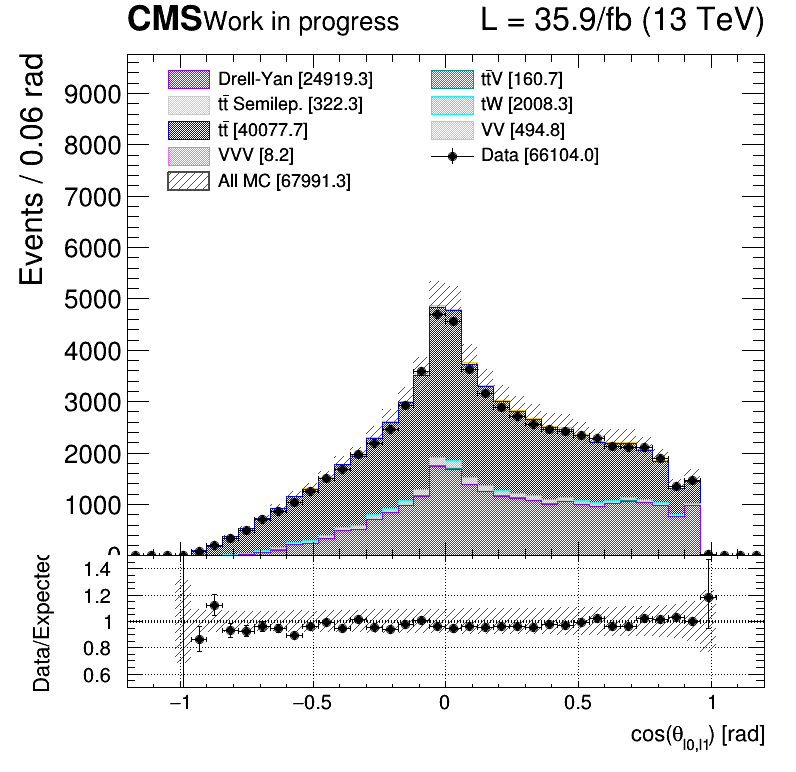 CMS Work in progress L = 35.9/fb (13 TeV)
Events / 0.06 rad
Drell-Yan [24919.3]
tt̄ Semilep. [322.3]
tt̄ [40077.7]
VVV [8.2]
All MC [67991.3]
tt̄V [160.7]
tW [2008.3]
VV [494.8]
Data [66104.0]
9000
8000
7000
6000
5000
4000
3000
2000
1000
0
Data/Expected
1.4
1.2
1
0.8
0.6
−1 −0.5 0 0.5 1
cos(θ_{l0,l1}) [rad]